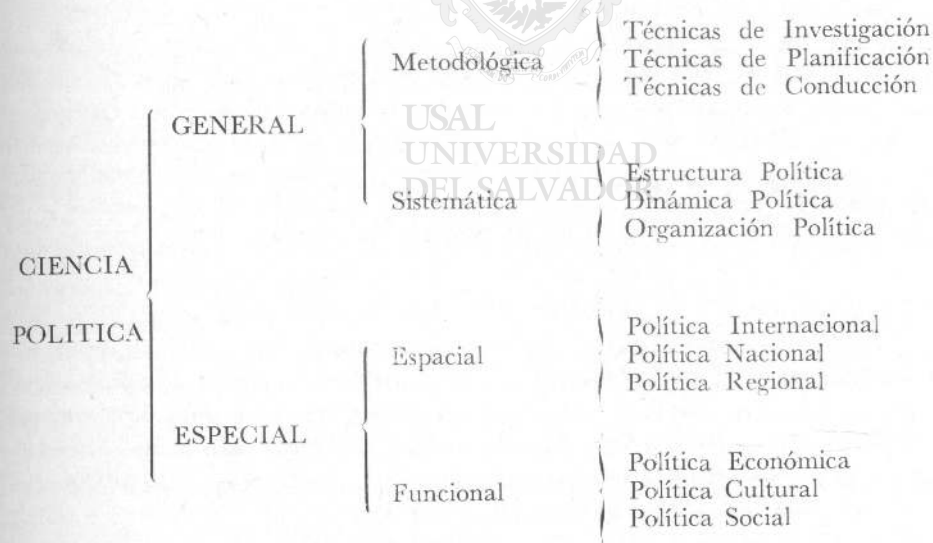 Técnicas de Investigación
Metodológica
Técnicas de Planificación
Técnicas de Conducción
GENERAL
USAL
UNIVERSIDAD
DEL SALVADOR
Sistemática
Estructura Política
Dinámica Política
Organización Política
CIENCIA
POLITICA
Espacial
Política Internacional
Política Nacional
Política Regional
ESPECIAL
Funcional
Política Económica
Política Cultural
Política Social